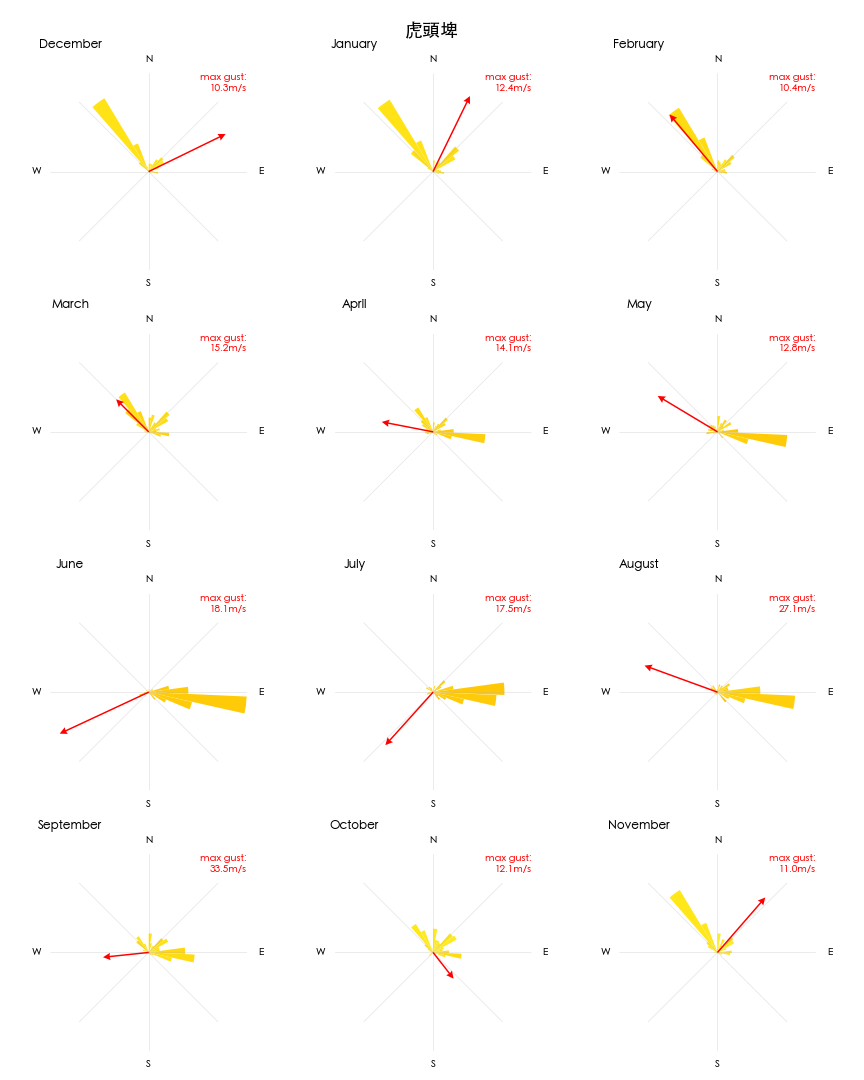 虎頭埤
December
N
max gust:
10.3m/s
W
E
S
January
N
max gust:
12.4m/s
W
E
S
February
N
max gust:
10.4m/s
W
E
S
March
N
max gust:
15.2m/s
W
E
S
April
N
max gust:
14.1m/s
W
E
S
May
N
max gust:
12.8m/s
W
E
S
June
N
max gust:
18.1m/s
W
E
S
July
N
max gust:
17.5m/s
W
E
S
August
N
max gust:
27.1m/s
W
E
S
September
N
max gust:
33.5m/s
W
E
S
October
N
max gust:
12.1m/s
W
E
S
November
N
max gust:
11.0m/s
W
E
S